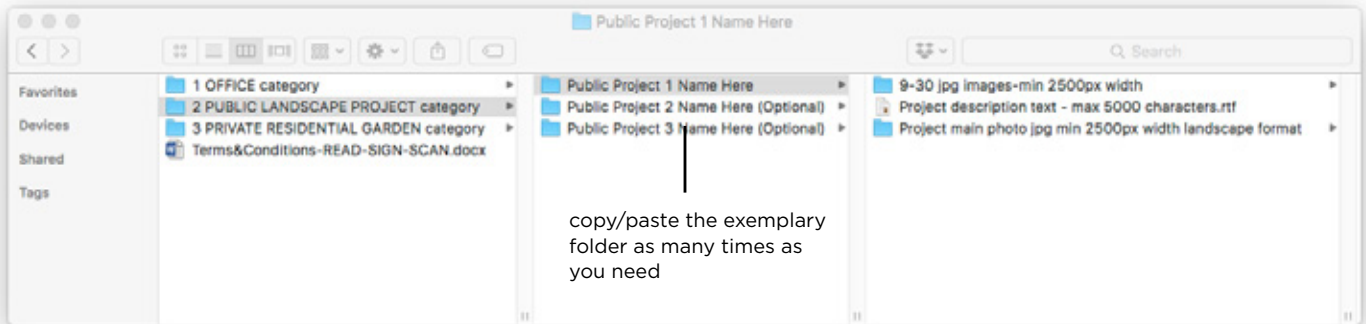 Public Project 1 Name Here
Search
Favorites
Devices
Shared
Tags
1 OFFICE category
2 PUBLIC LANDSCAPE PROJECT category
3 PRIVATE RESIDENTIAL GARDEN category
Terms&Conditions-READ-SIGN-SCAN.docx
Public Project 1 Name Here
Public Project 2 Name Here (Optional)
Public Project 3 Name Here (Optional)
9-30 jpg images-min 2500px width
Project description text - max 5000 characters.rtf
Project main photo jpg min 2500px width landscape format
copy/paste the exemplary
folder as many times as
you need